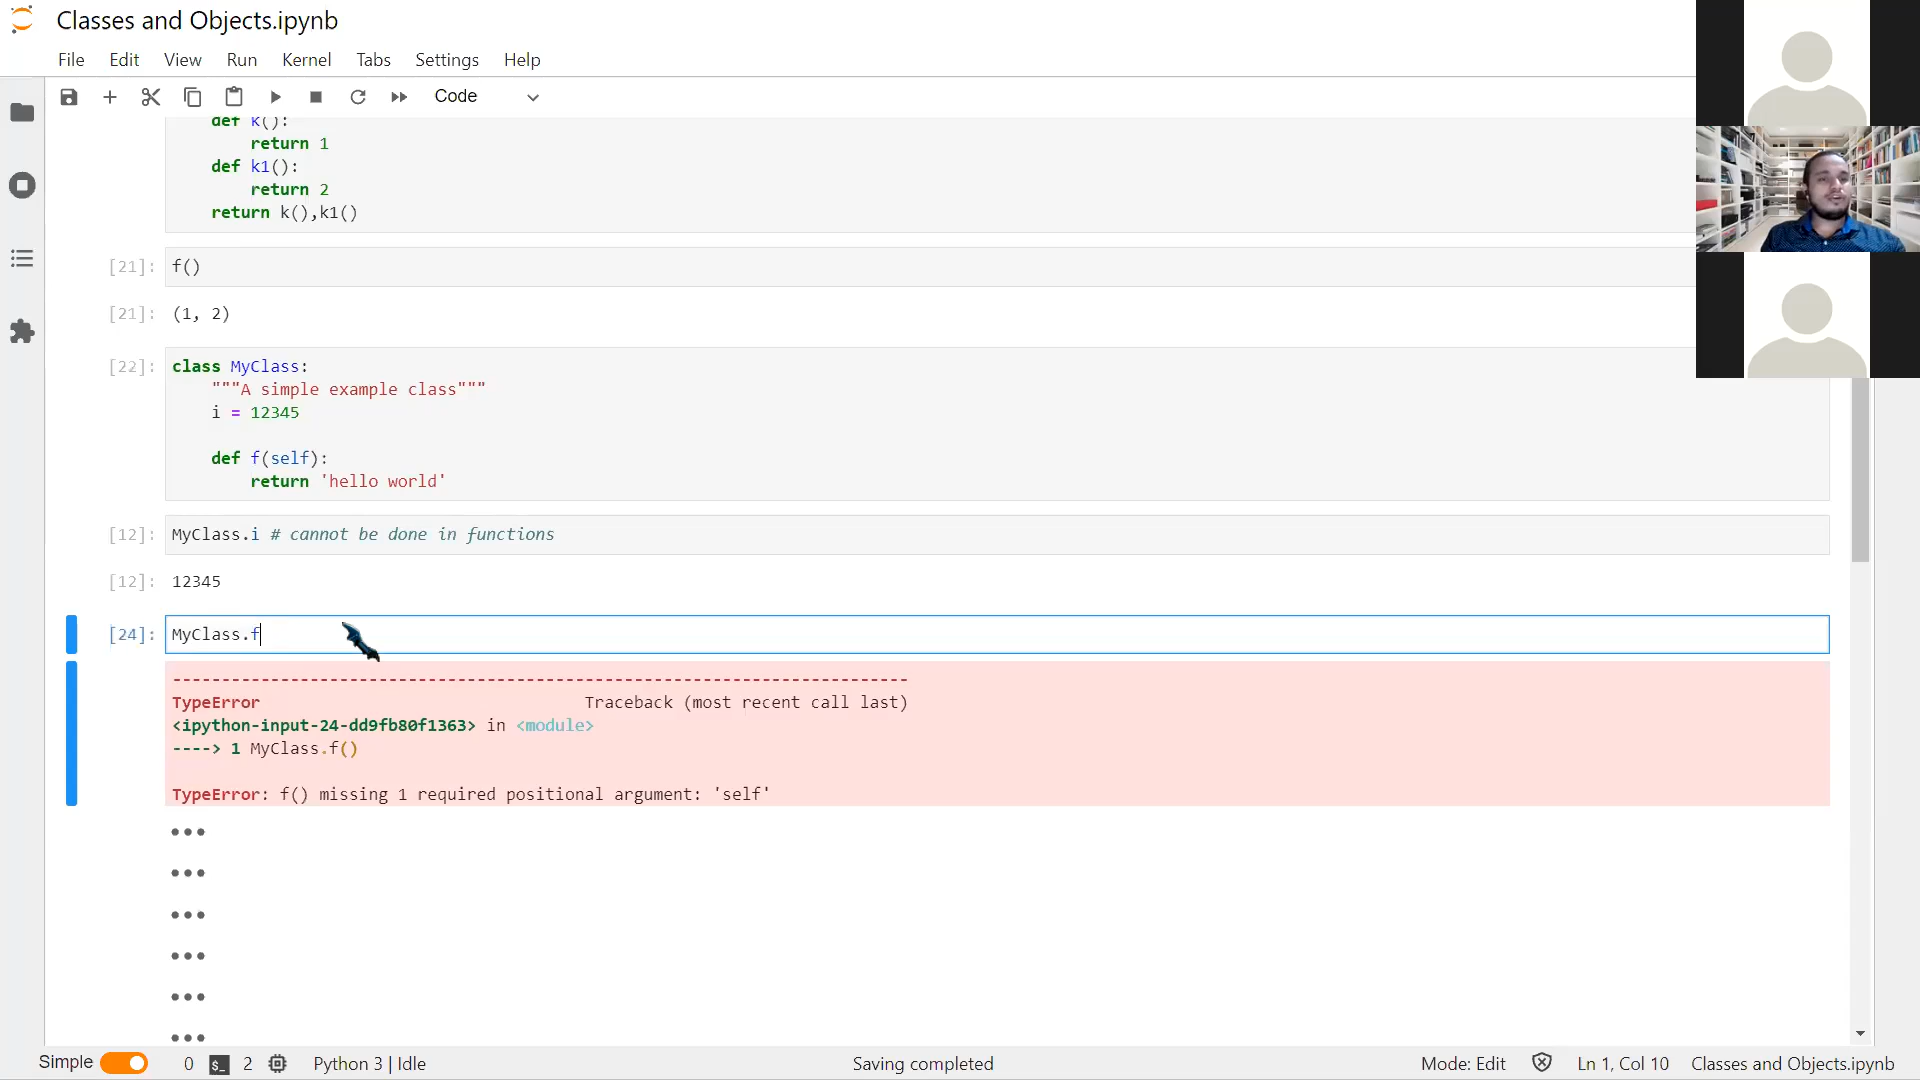 Classes and Objects.ipynb
File Edit View Run Kernel Tabs Settings Help
Code
def k():
return 1
def k1():
return 2
return k(),k1()
[21]: f()
[21]: (1, 2)
[22]: class MyClass:
"""A simple example class"""
i = 12345
def f(self):
return 'hello world'
[12]: MyClass.i # cannot be done in functions
[12]: 12345
[24]: MyClass.f
---------------------------------------------------------------------------
TypeError Traceback (most recent call last)
<ipython-input-24-dd9fb80f1363> in <module>
----> 1 MyClass.f()
TypeError: f() missing 1 required positional argument: 'self'
Simple 0 $_ 2 Python 3 | Idle Saving completed Mode: Edit Ln 1, Col 10 Classes and Objects.ipynb